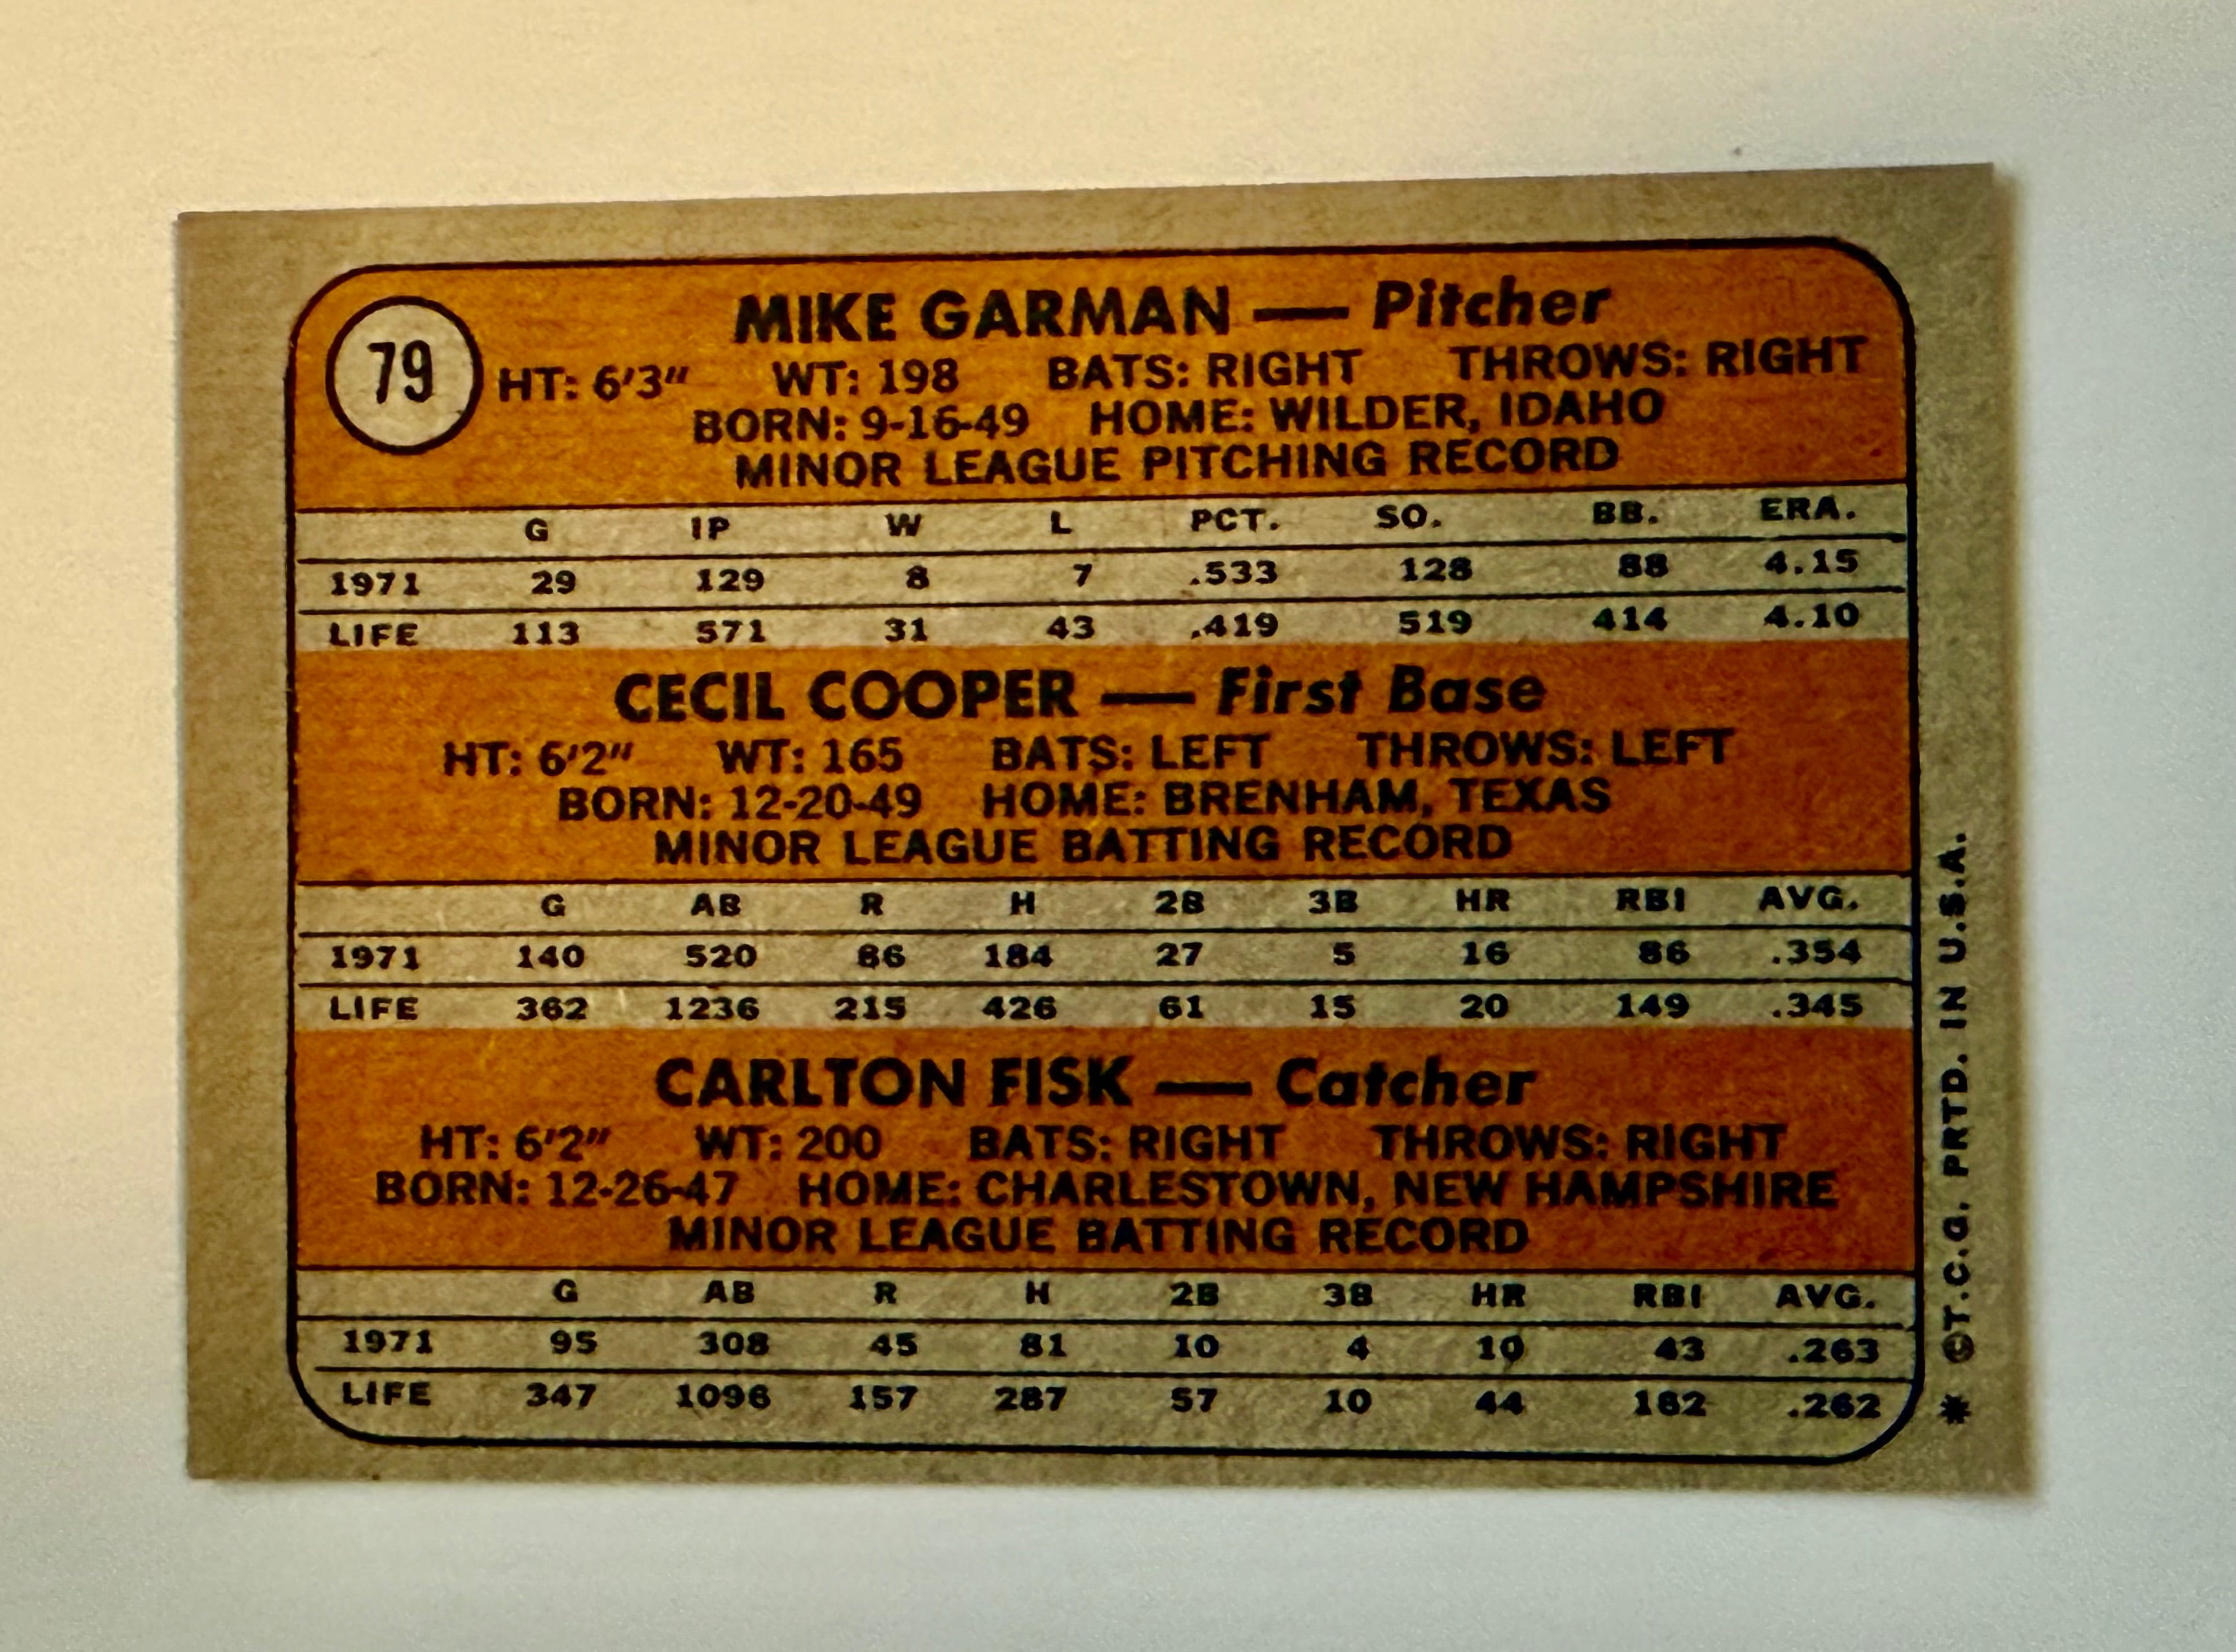 79
MIKE GARMAN — Pitcher
HT: 6'3" WT: 198 BATS: RIGHT THROWS: RIGHT
BORN: 9-16-49 HOME: WILDER, IDAHO
MINOR LEAGUE PITCHING RECORD
G IP W L PCT. SO. BB. ERA.
1971 29 129 8 7 .533 128 88 4.15
LIFE 113 571 31 43 .419 519 414 4.10
CECIL COOPER — First Base
HT: 6'2" WT: 165 BATS: LEFT THROWS: LEFT
BORN: 12-20-49 HOME: BRENHAM, TEXAS
MINOR LEAGUE BATTING RECORD
G AB R H 2B 3B HR RBI AVG.
1971 140 520 86 184 27 5 16 86 .354
LIFE 362 1236 215 426 61 15 20 149 .345
CARLTON FISK — Catcher
HT: 6'2" WT: 200 BATS: RIGHT THROWS: RIGHT
BORN: 12-26-47 HOME: CHARLESTOWN, NEW HAMPSHIRE
MINOR LEAGUE BATTING RECORD
G AB R H 2B 3B HR RBI AVG.
1971 95 308 45 81 10 4 10 43 .263
LIFE 347 1096 157 287 57 10 44 162 .262
* ©T.C.G. PRTD. IN U.S.A.